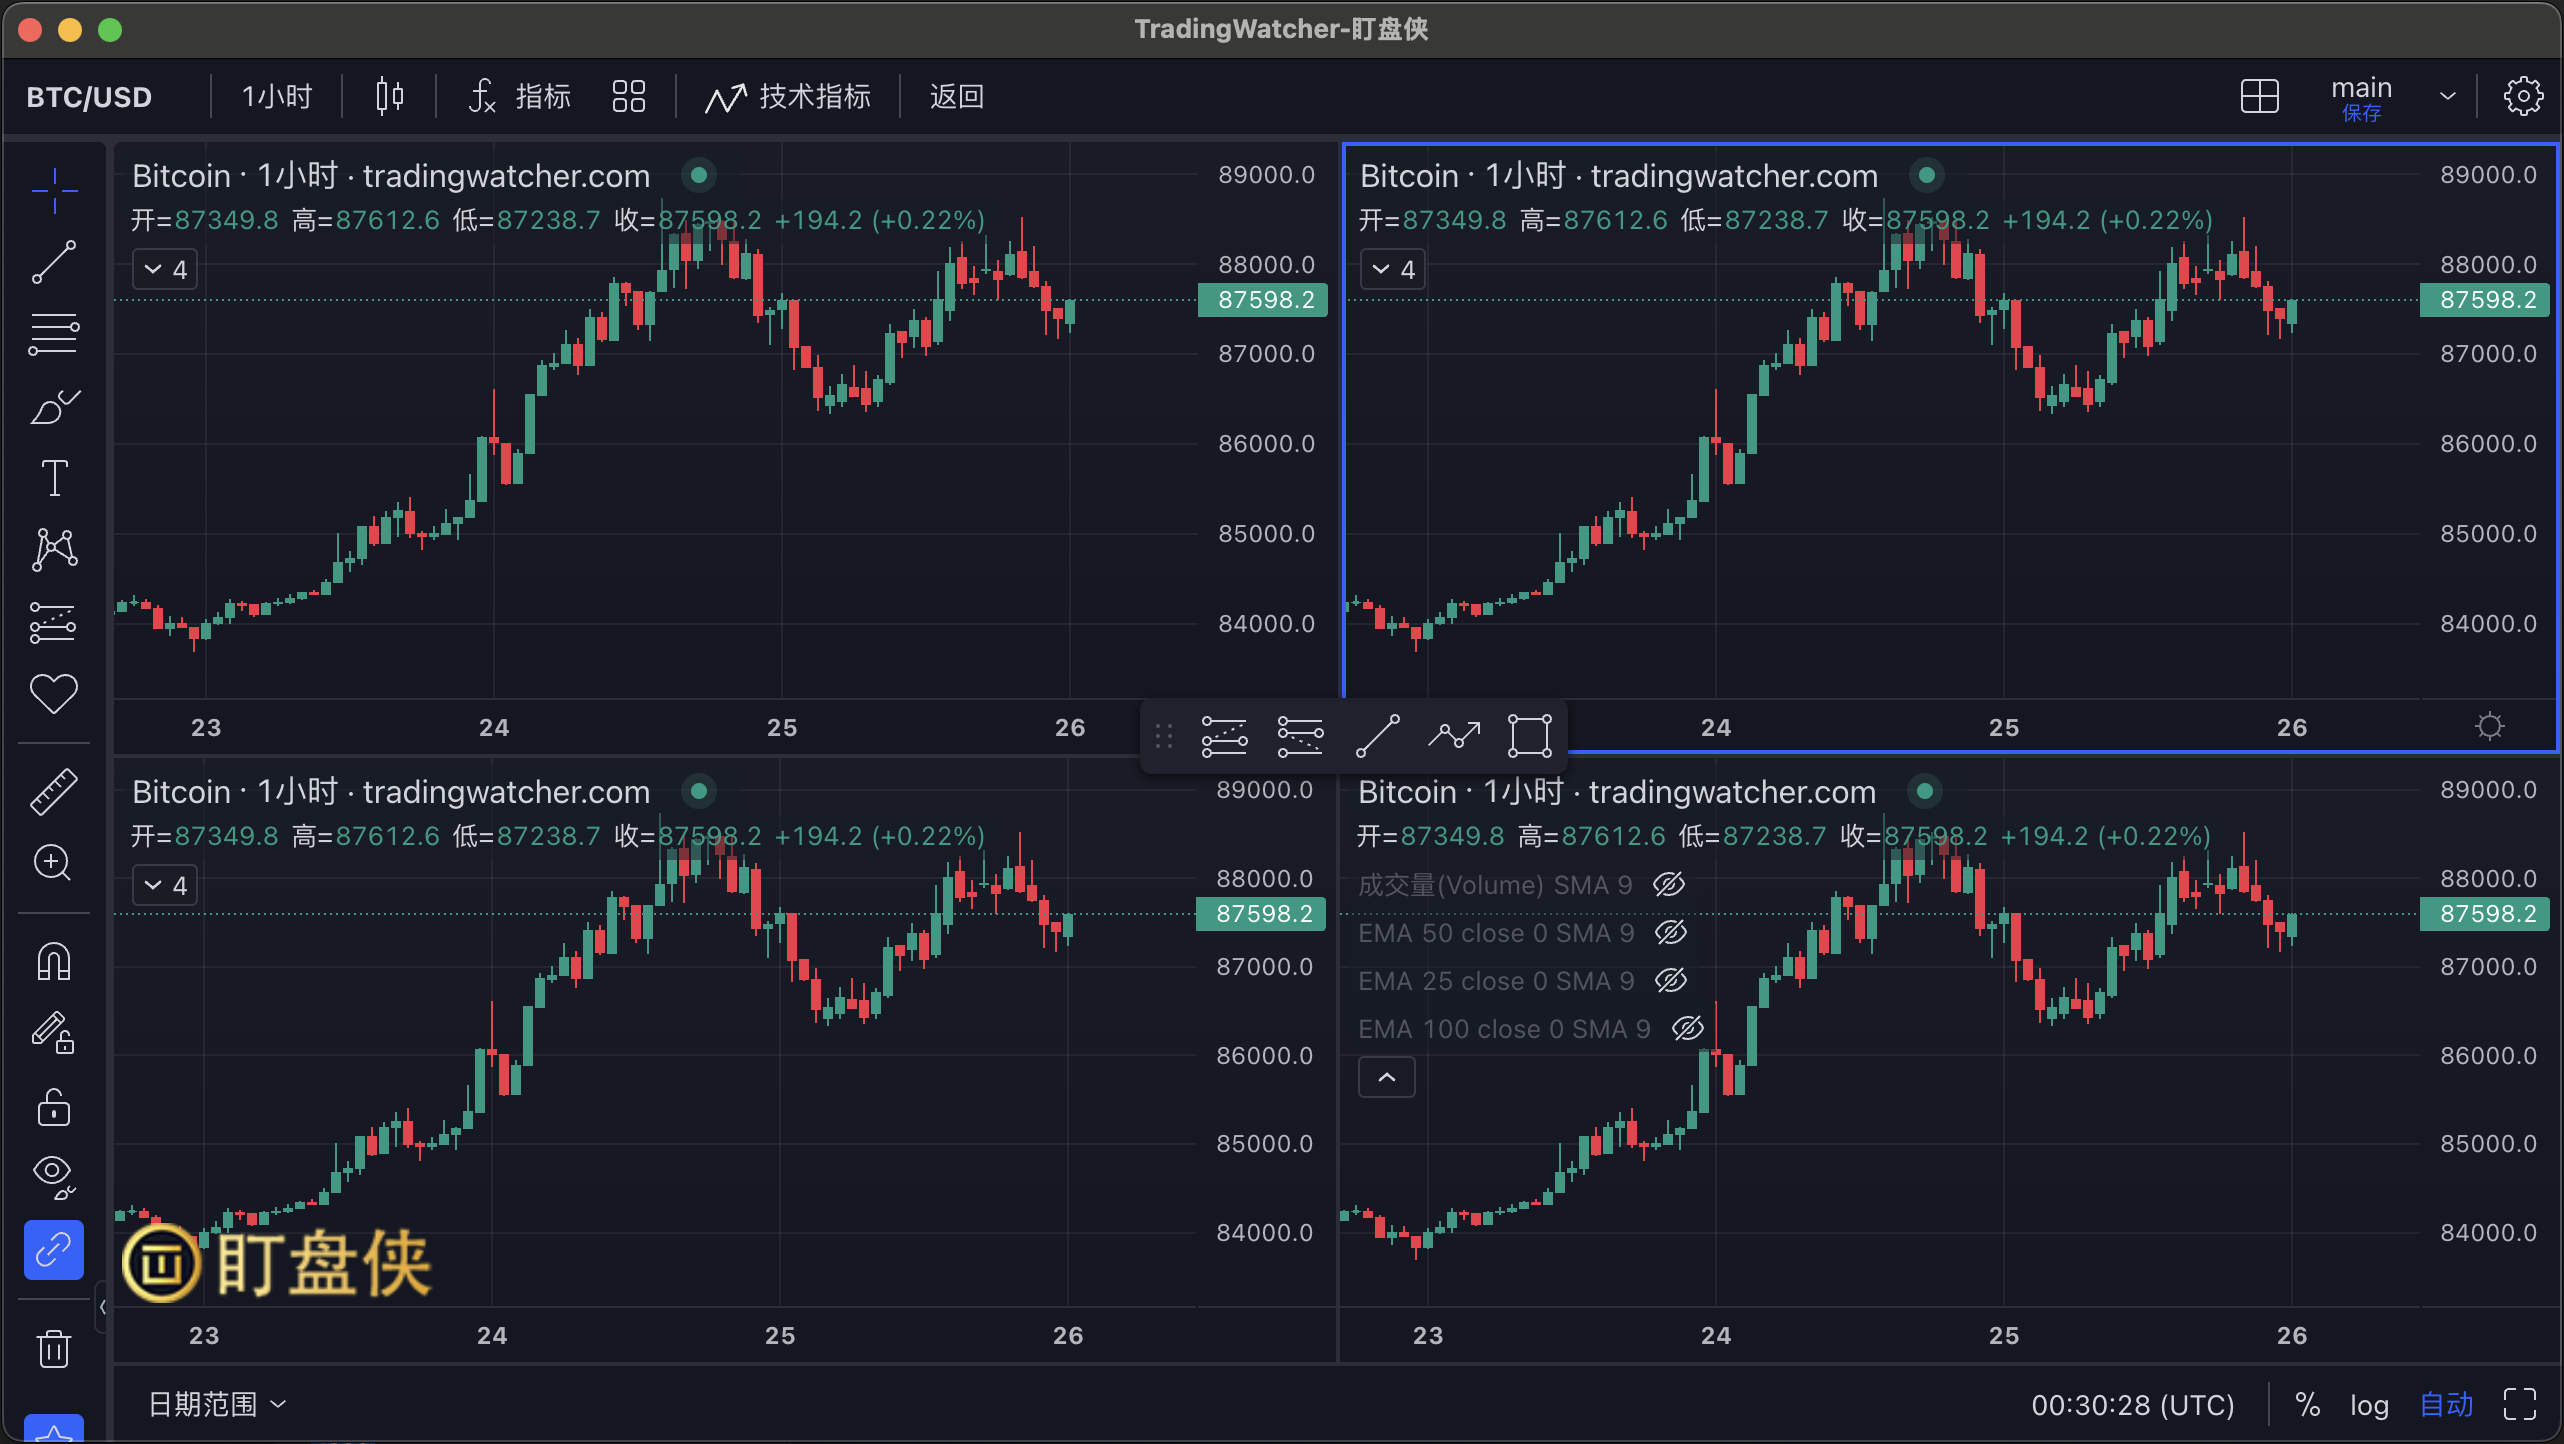 TradingWatcher-盯盘侠
BTC/USD 1小时 指标 技术指标 返回 main
保存
Bitcoin · 1小时 · tradingwatcher.com
开=87349.8 高=87612.6 低=87238.7 收=87598.2 +194.2 (+0.22%)
4
89000.0
88000.0
87598.2
87000.0
86000.0
85000.0
84000.0
23 24 25 26
Bitcoin · 1小时 · tradingwatcher.com
开=87349.8 高=87612.6 低=87238.7 收=87598.2 +194.2 (+0.22%)
4
89000.0
88000.0
87598.2
87000.0
86000.0
85000.0
84000.0
24 25 26
Bitcoin · 1小时 · tradingwatcher.com
开=87349.8 高=87612.6 低=87238.7 收=87598.2 +194.2 (+0.22%)
4
89000.0
88000.0
87598.2
87000.0
86000.0
85000.0
84000.0
盯盘侠
23 24 25 26
Bitcoin · 1小时 · tradingwatcher.com
开=87349.8 高=87612.6 低=87238.7 收=87598.2 +194.2 (+0.22%)
成交量(Volume) SMA 9
EMA 50 close 0 SMA 9
EMA 25 close 0 SMA 9
EMA 100 close 0 SMA 9
89000.0
88000.0
87598.2
87000.0
86000.0
85000.0
84000.0
23 24 25 26
日期范围 00:30:28 (UTC) % log 自动